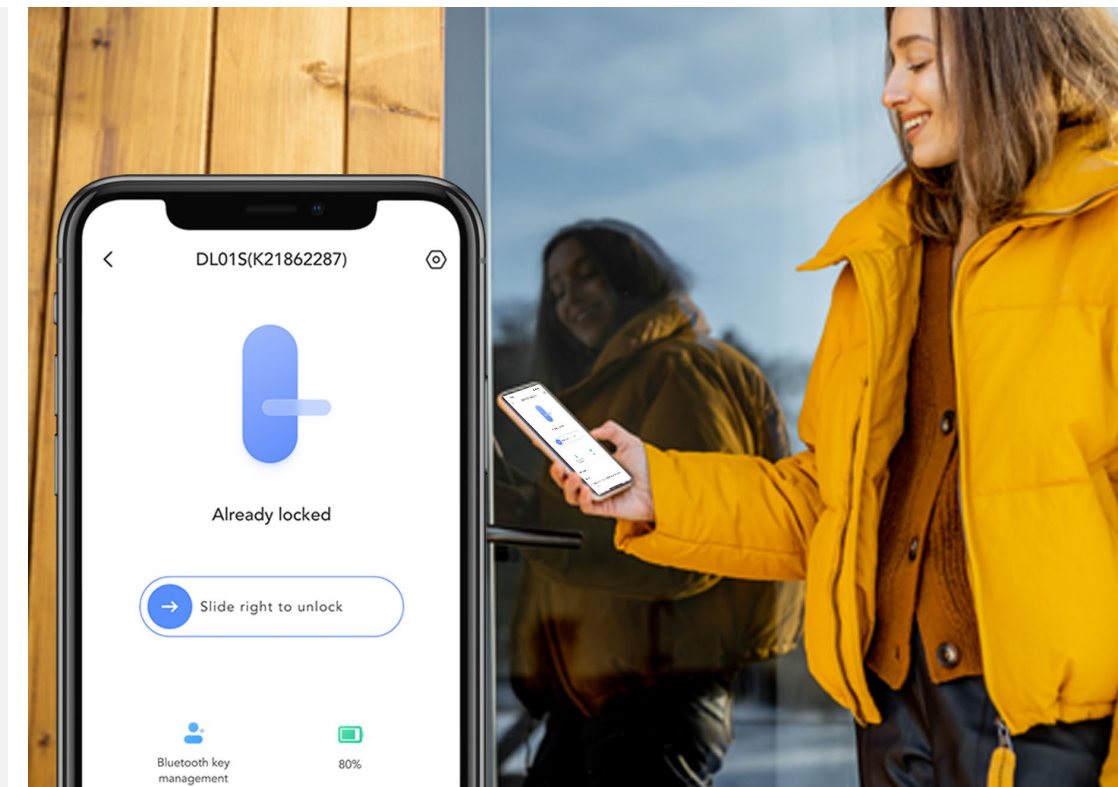 DL01S(K21862287)
Already locked
Slide right to unlock
Bluetooth key
management
80%